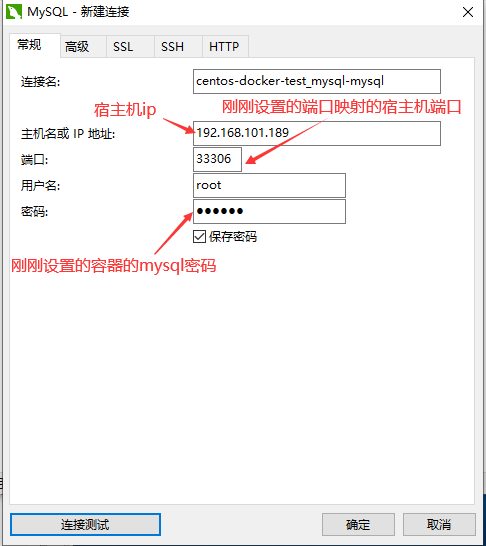 MySQL - 新建连接
常规 高级 SSL SSH HTTP
连接名: centos-docker-test_mysql-mysql
宿主机ip 刚刚设置的端口映射的宿主机端口
主机名或 IP 地址: 192.168.101.189
端口: 33306
用户名: root
密码: ●●●●●●
保存密码
刚刚设置的容器的mysql密码
连接测试 确定 取消